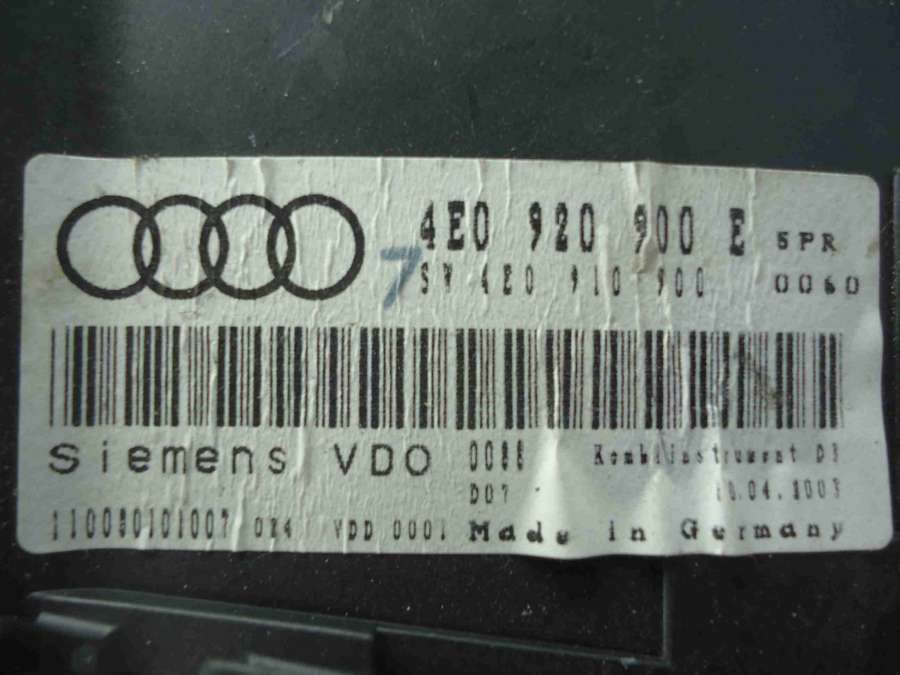 4E0 920 900 E 5PR
7 SW 4E0 910 900 0060
Siemens VDO 0088 Kombiinstrument D3
D07 .04.2003
110080101007 024 VDD 0001 Made in Germany